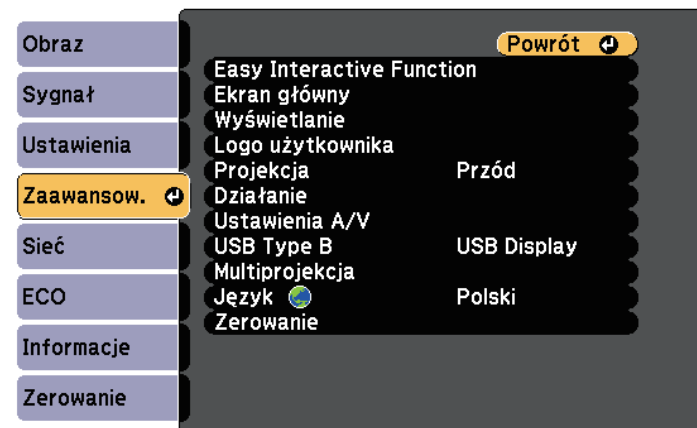 Obraz
Sygnał
Ustawienia
Zaawansow.
Sieć
ECO
Informacje
Zerowanie
Powrót
Easy Interactive Function
Ekran główny
Wyświetlanie
Logo użytkownika
Projekcja Przód
Działanie
Ustawienia A/V
USB Type B USB Display
Multiprojekcja
Język Polski
Zerowanie